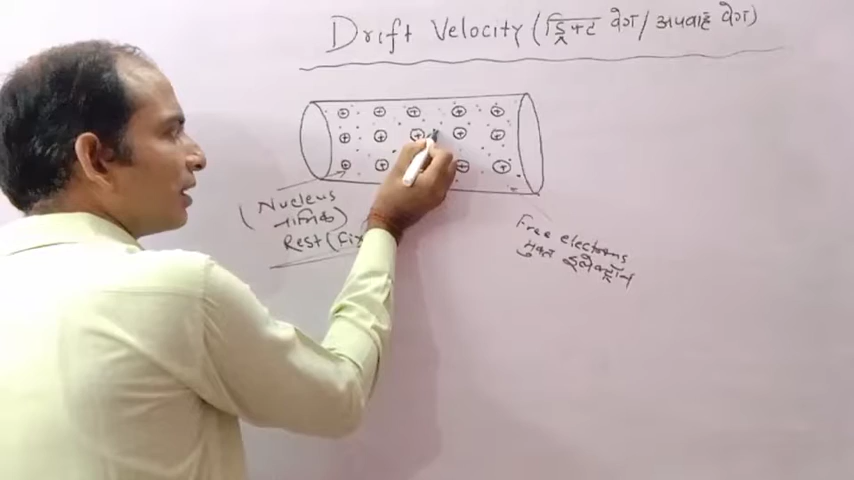 Drift Velocity (ड्रिफ्ट वेग / अपवाह वेग)
+ + + + +
+ + + + +
+ + + +
(Nucleus
नाभिक)
Rest (Fix
Free electrons
मुक्त इलेक्ट्रॉन